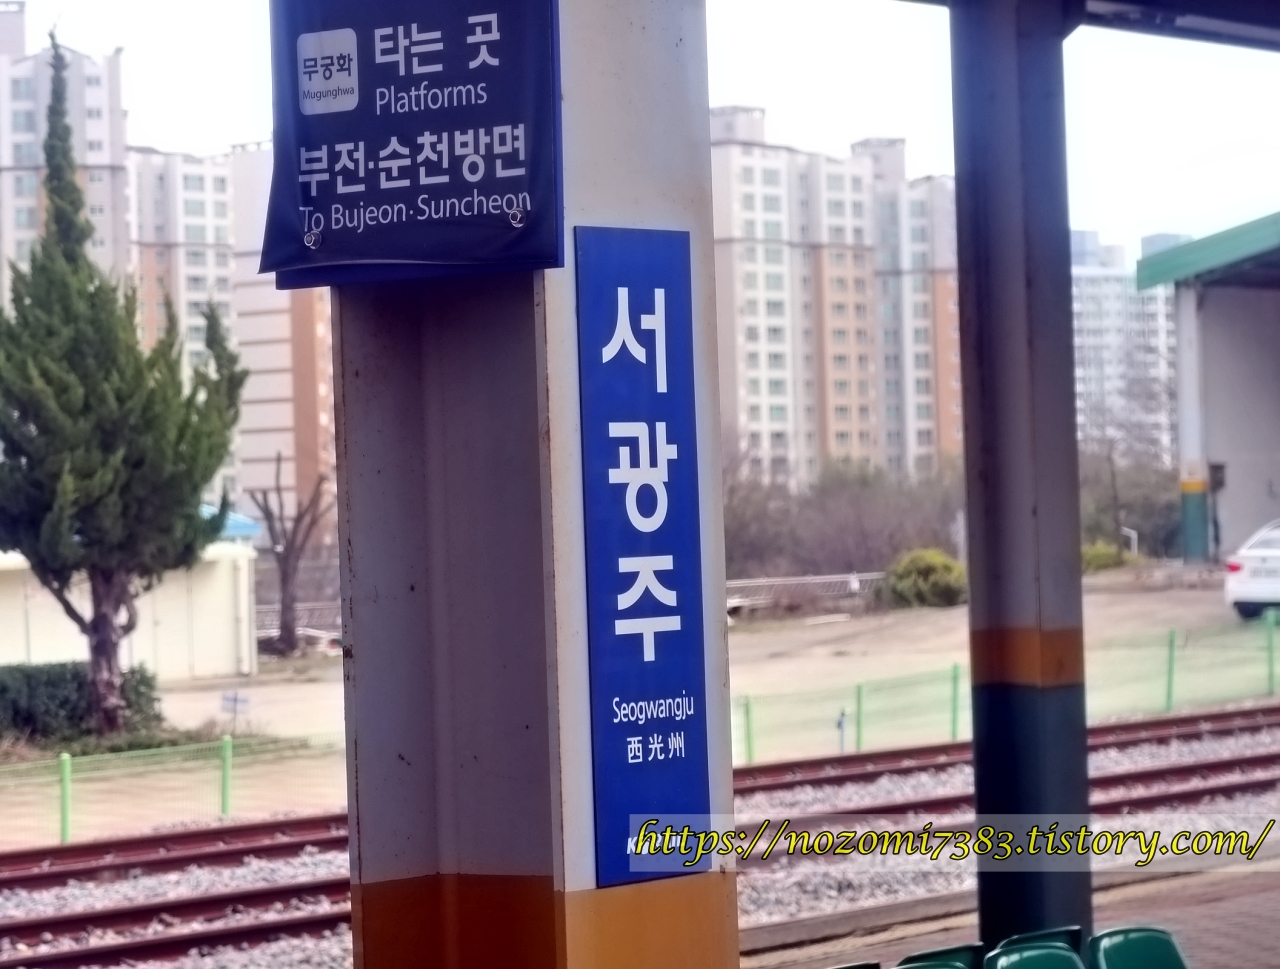 무궁화
Mugunghwa
타는 곳
Platforms
부전·순천방면
To Bujeon·Suncheon
서광주
Seogwangju
西光州
https://nozomi7383.tistory.com/